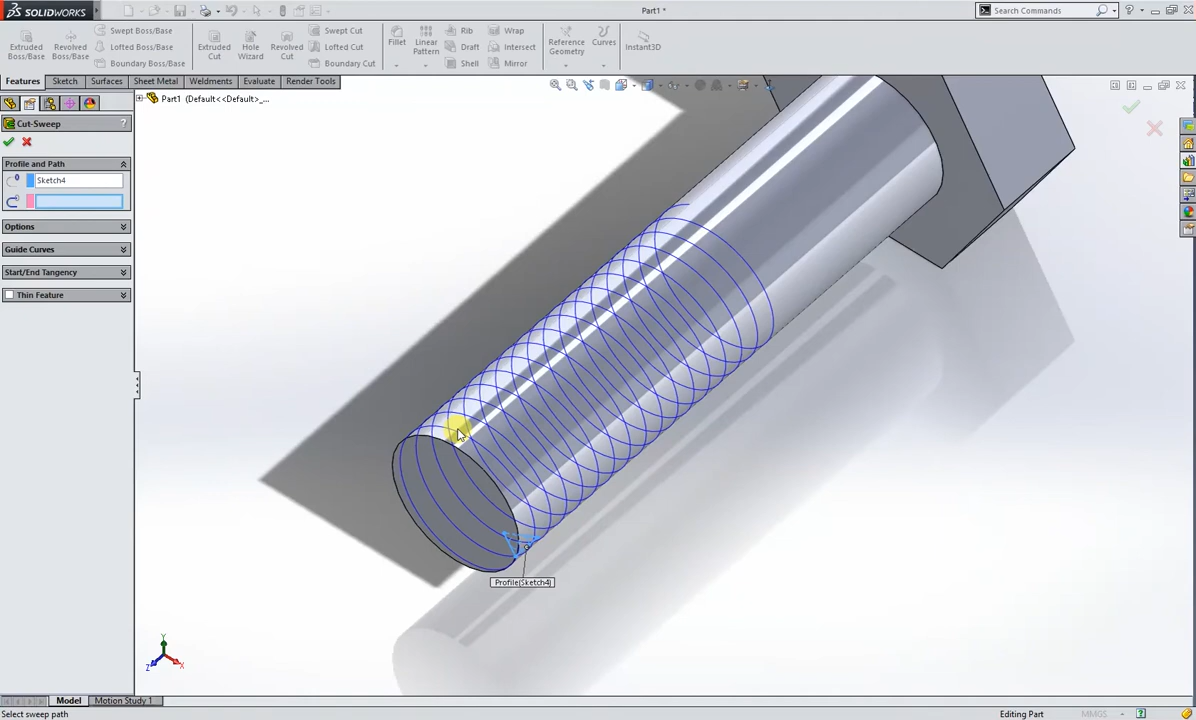 SOLIDWORKS
Part1 *
Search Commands
Extruded Boss/Base
Revolved Boss/Base
Swept Boss/Base
Lofted Boss/Base
Boundary Boss/Base
Extruded Cut
Hole Wizard
Revolved Cut
Swept Cut
Lofted Cut
Boundary Cut
Fillet
Linear Pattern
Rib
Draft
Shell
Wrap
Intersect
Mirror
Reference Geometry
Curves
Instant3D
Features
Sketch
Surfaces
Sheet Metal
Weldments
Evaluate
Render Tools
Part1 (Default<<Default>_...
Cut-Sweep
?
Profile and Path
Sketch4
Options
Guide Curves
Start/End Tangency
Thin Feature
Profile(Sketch4)
Y
Z
X
Model
Motion Study 1
Select sweep path
Editing Part
MMGS